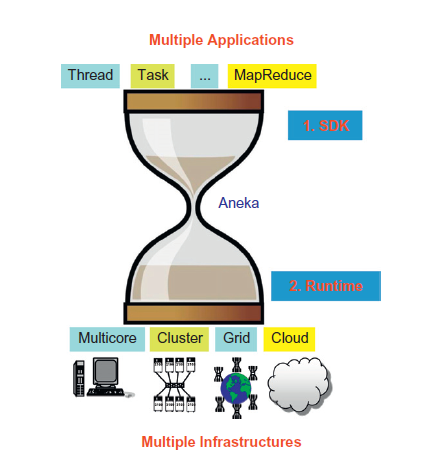 Multiple Applications
Thread Task ... MapReduce
1. SDK
Aneka
2. Runtime
Multicore Cluster Grid Cloud
Multiple Infrastructures